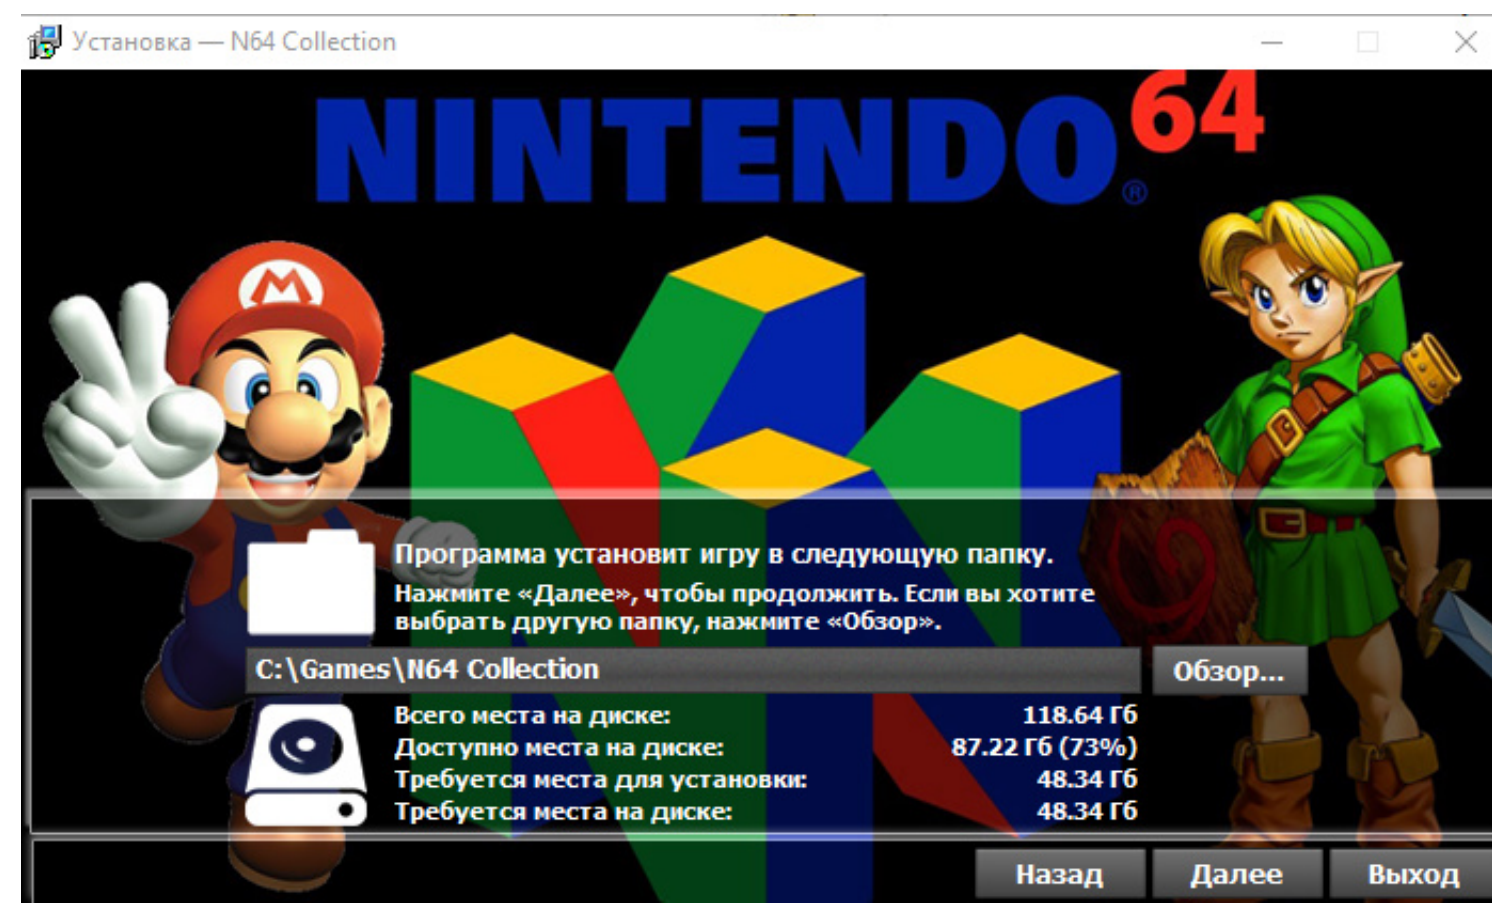 Установка — N64 Collection
NINTENDO 64
®
M
Программа установит игру в следующую папку.
Нажмите «Далее», чтобы продолжить. Если вы хотите
выбрать другую папку, нажмите «Обзор».
C:\Games\N64 Collection
Обзор...
Всего места на диске: 118.64 Гб
Доступно места на диске: 87.22 Гб (73%)
Требуется места для установки: 48.34 Гб
Требуется места на диске: 48.34 Гб
Назад Далее Выход